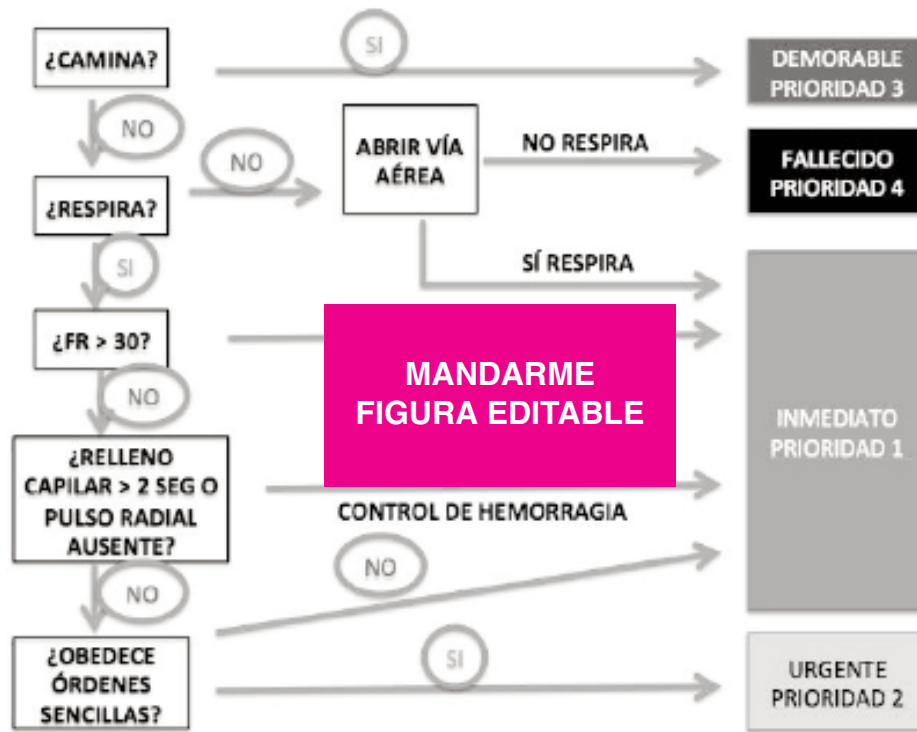 SI
¿CAMINA?
DEMORABLE
PRIORIDAD 3
NO
NO
ABRIR VÍA
AÉREA
NO RESPIRA
FALLECIDO
PRIORIDAD 4
¿RESPIRA?
SI
SÍ RESPIRA
¿FR > 30?
MANDARME
FIGURA EDITABLE
NO
INMEDIATO
PRIORIDAD 1
¿RELLENO
CAPILAR > 2 SEG O
PULSO RADIAL
AUSENTE?
CONTROL DE HEMORRAGIA
NO
NO
¿OBEDECE
ÓRDENES
SENCILLAS?
SI
URGENTE
PRIORIDAD 2